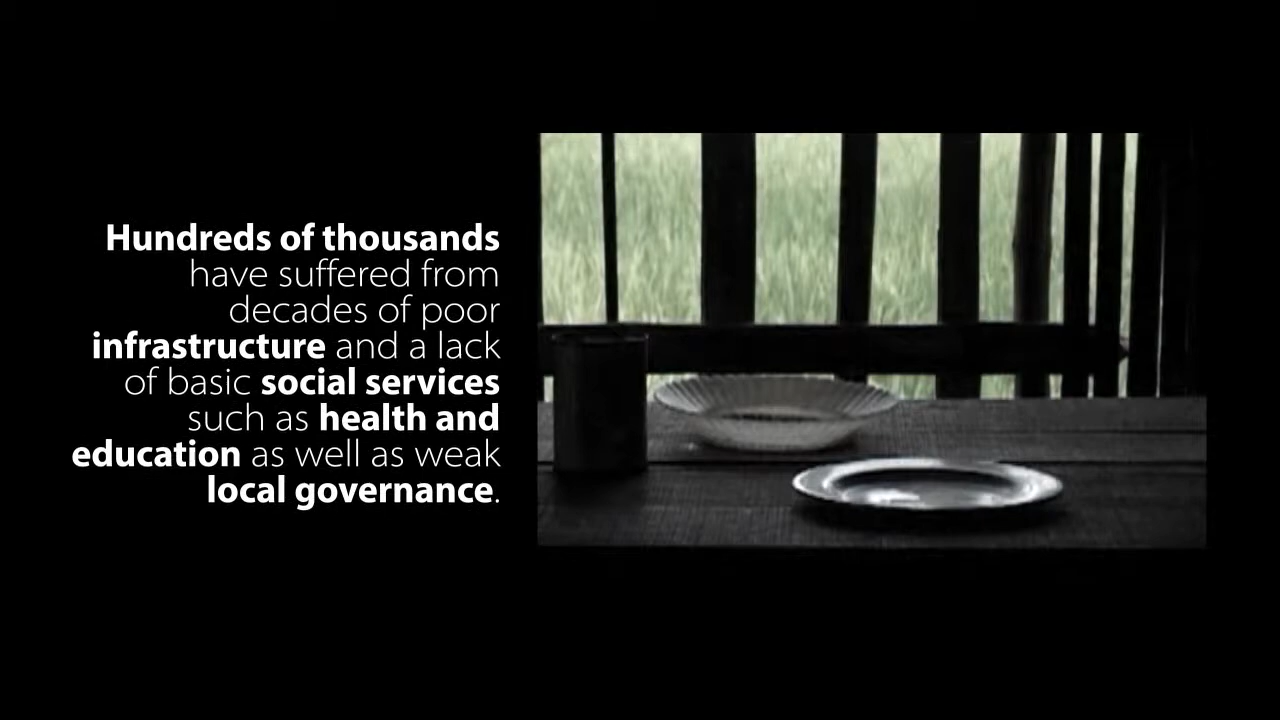 Hundreds of thousands
have suffered from
decades of poor
infrastructure and a lack
of basic social services
such as health and
education as well as weak
local governance.